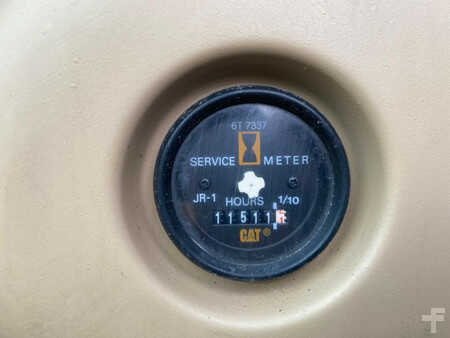 6T 7337
SERVICE METER
JR-1 HOURS 1/10
11511
CAT®